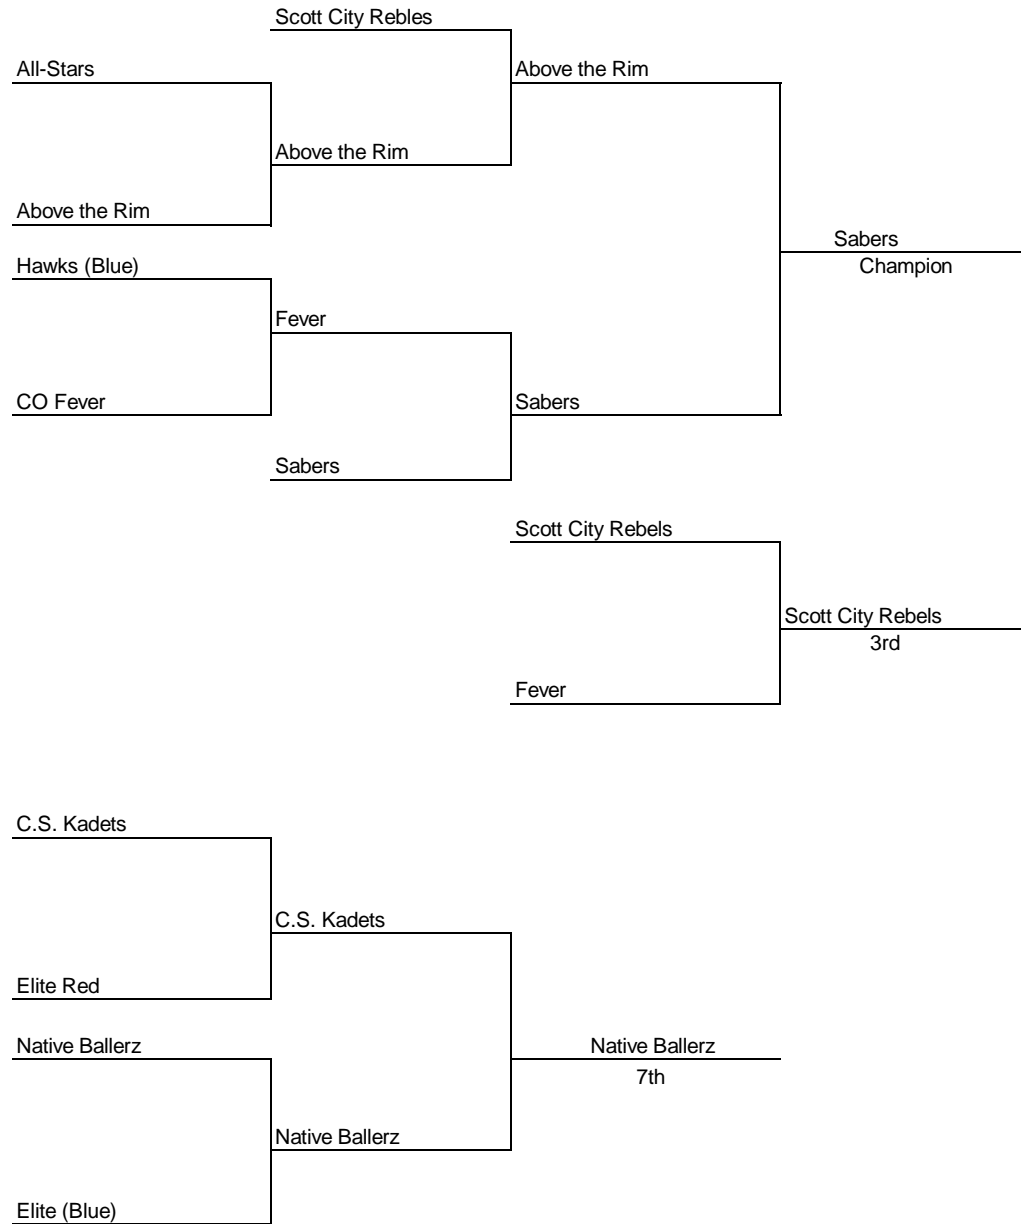 Scott City Rebles
All-Stars
Above the Rim
Above the Rim
Above the Rim
Sabers
Hawks (Blue)
Champion
Fever
CO Fever
Sabers
Sabers
Scott City Rebels
Scott City Rebels
3rd
Fever
C.S. Kadets
C.S. Kadets
Elite Red
Native Ballerz
Native Ballerz
7th
Native Ballerz
Elite (Blue)